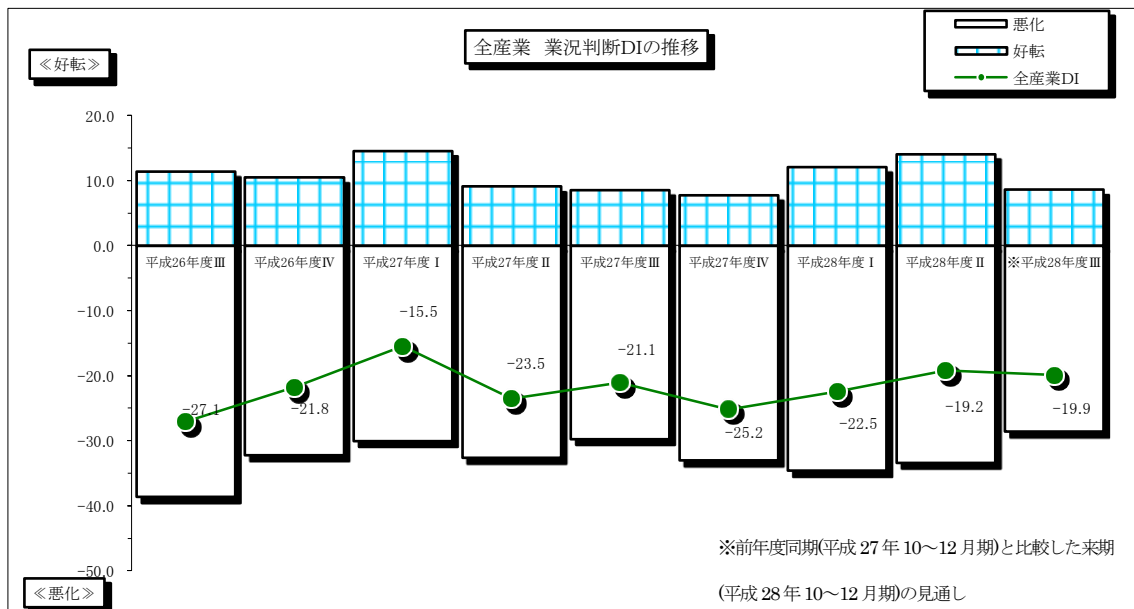 全産業 業況判断DIの推移
≪好転≫
悪化
好転
全産業DI
20.0
10.0
0.0
-10.0
-20.0
-30.0
-40.0
-50.0
平成26年度Ⅲ
平成26年度Ⅳ
平成27年度Ⅰ
平成27年度Ⅱ
平成27年度Ⅲ
平成27年度Ⅳ
平成28年度Ⅰ
平成28年度Ⅱ
※平成28年度Ⅲ
-27.1
-21.8
-15.5
-23.5
-21.1
-25.2
-22.5
-19.2
-19.9
※前年度同期(平成27年10～12月期)と比較した来期
(平成28年10～12月期)の見通し
≪悪化≫